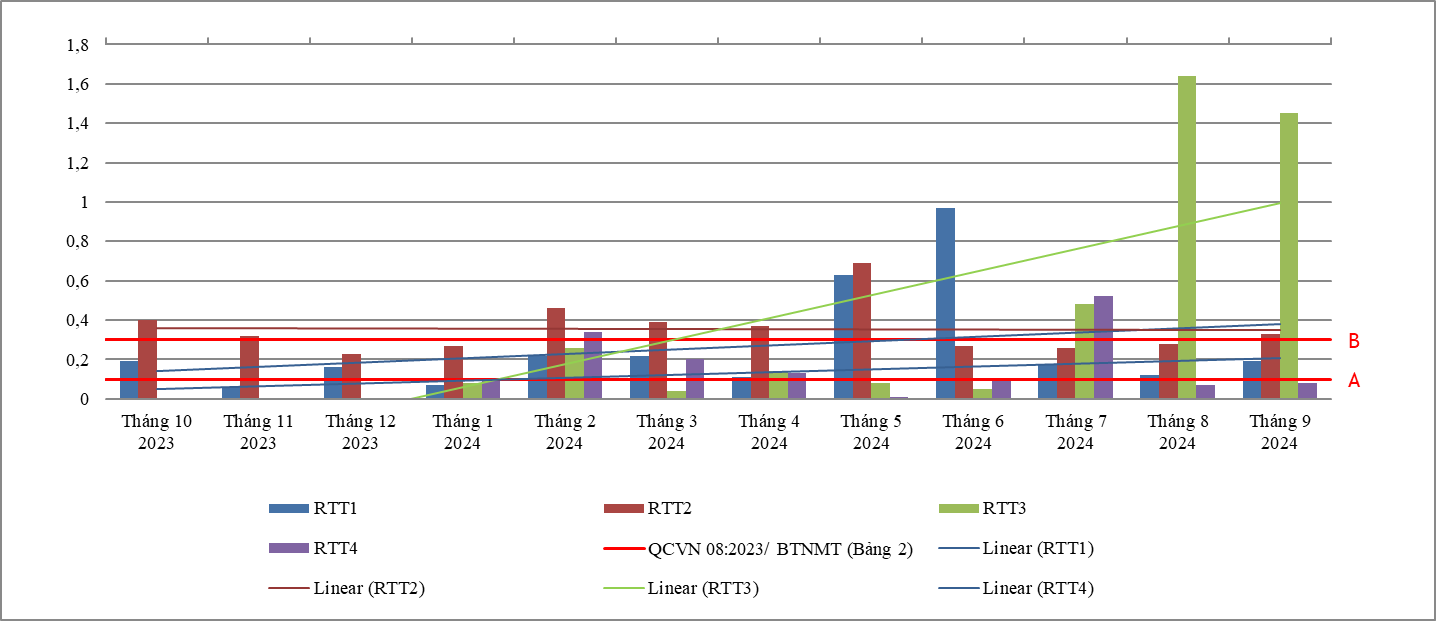 1,8
1,6
1,4
1,2
1
0,8
0,6
0,4
0,2
0
B
A
Tháng 10 2023
Tháng 11 2023
Tháng 12 2023
Tháng 1 2024
Tháng 2 2024
Tháng 3 2024
Tháng 4 2024
Tháng 5 2024
Tháng 6 2024
Tháng 7 2024
Tháng 8 2024
Tháng 9 2024
RTT1
RTT2
RTT3
RTT4
QCVN 08:2023/ BTNMT (Bảng 2)
Linear (RTT1)
Linear (RTT2)
Linear (RTT3)
Linear (RTT4)